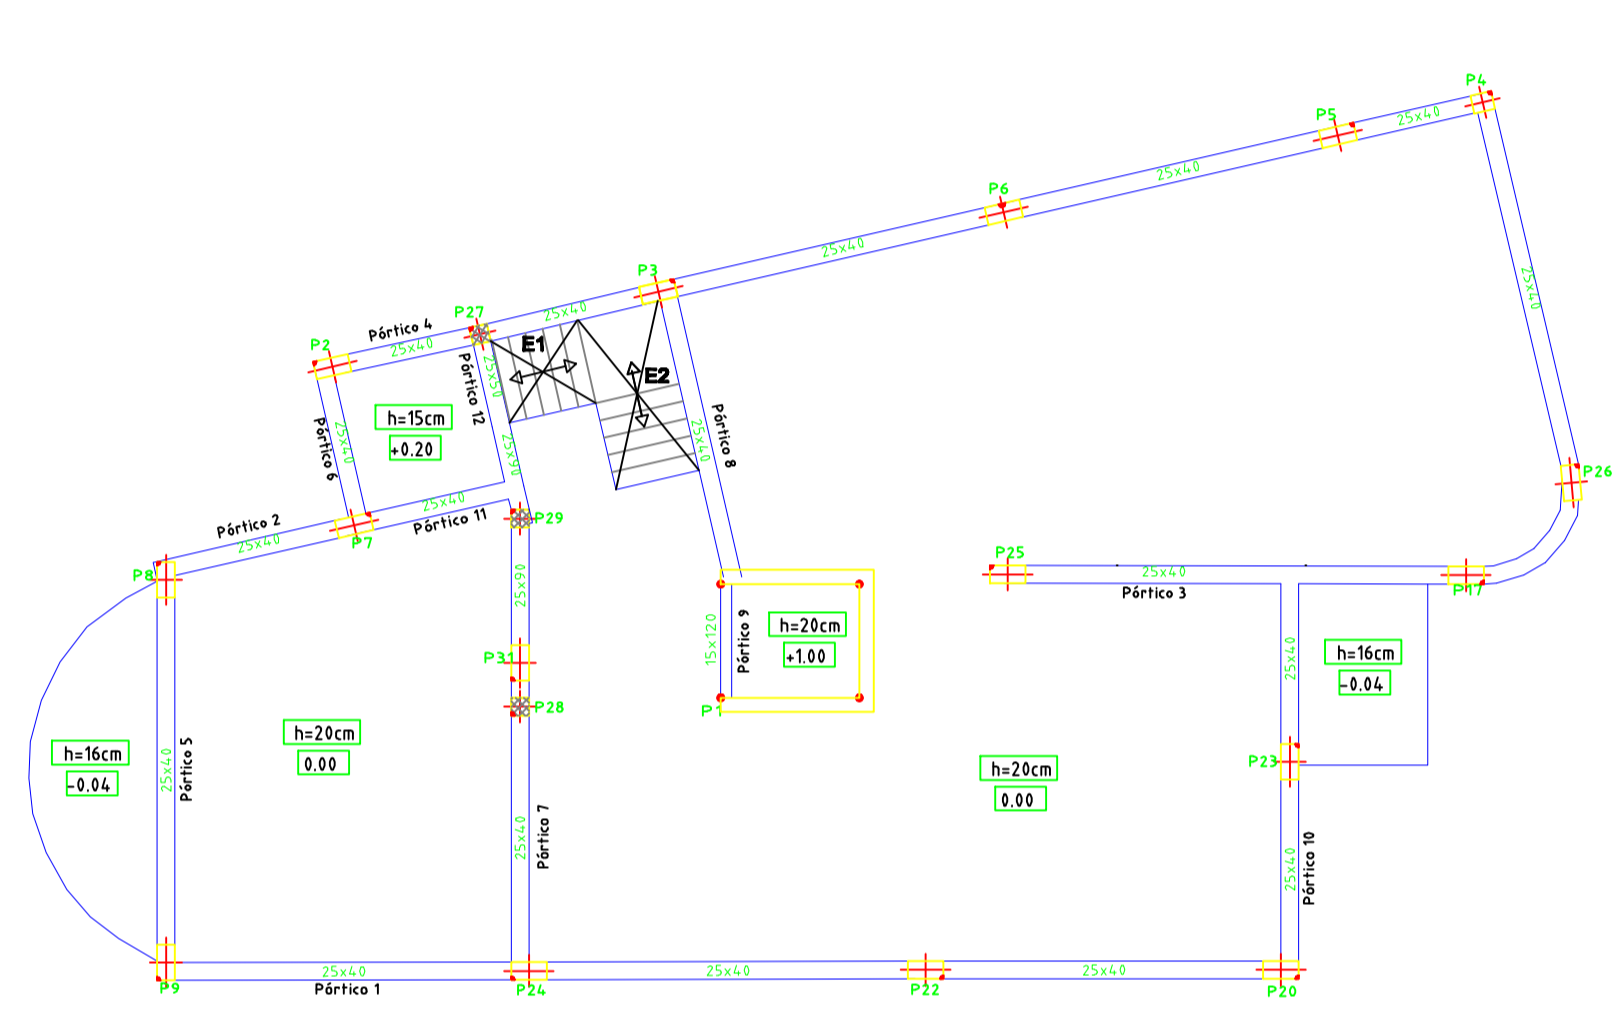 P4
P5
25x40
25x40
P6
25x40
P3
25x40
P27
25x40
Pórtico 4
25x40
P2
E1
E2
25x50
Pórtico 12
h=15cm
+0.20
Pórtico 6
25x40
25x90
25x40
Pórtico 8
P26
25x40
Pórtico 11
Pórtico 2
25x40
P7
P29
P8
P25
25x40
Pórtico 3
P17
25x90
15x120
Pórtico 9
h=20cm
+1.00
25x40
h=16cm
-0.04
P31
P28
P1
h=20cm
0.00
h=16cm
-0.04
25x40
Pórtico 5
P23
h=20cm
0.00
25x40
Pórtico 7
25x40
Pórtico 10
25x40
25x40
25x40
P9
Pórtico 1
P24
P22
P20